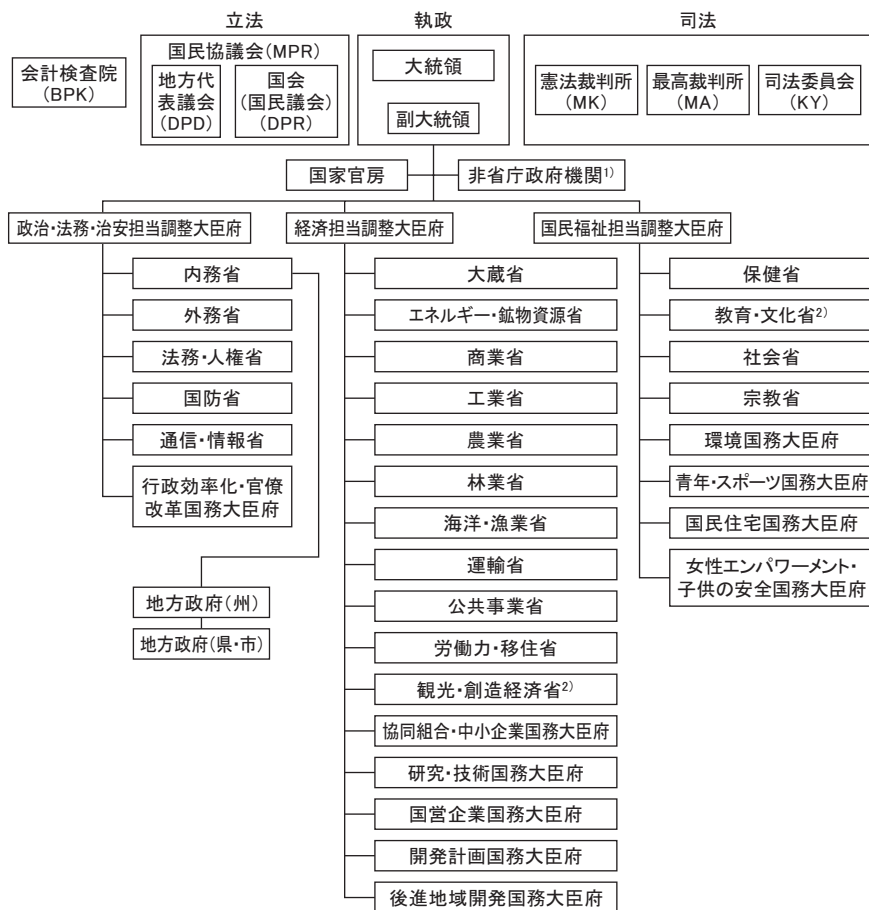 立法
執政
司法
会計検査院
(BPK)
国民協議会(MPR)
地方代
表議会
(DPD)
国会
(国民議会)
(DPR)
大統領
副大統領
憲法裁判所
(MK)
最高裁判所
(MA)
司法委員会
(KY)
国家官房
非省庁政府機関1)
政治・法務・治安担当調整大臣府
内務省
外務省
法務・人権省
国防省
通信・情報省
行政効率化・官僚
改革国務大臣府
地方政府(州)
地方政府(県・市)
経済担当調整大臣府
大蔵省
エネルギー・鉱物資源省
商業省
工業省
農業省
林業省
海洋・漁業省
運輸省
公共事業省
労働力・移住省
観光・創造経済省2)
協同組合・中小企業国務大臣府
研究・技術国務大臣府
国営企業国務大臣府
開発計画国務大臣府
後進地域開発国務大臣府
国民福祉担当調整大臣府
保健省
教育・文化省2)
社会省
宗教省
環境国務大臣府
青年・スポーツ国務大臣府
国民住宅国務大臣府
女性エンパワーメント・
子供の安全国務大臣府